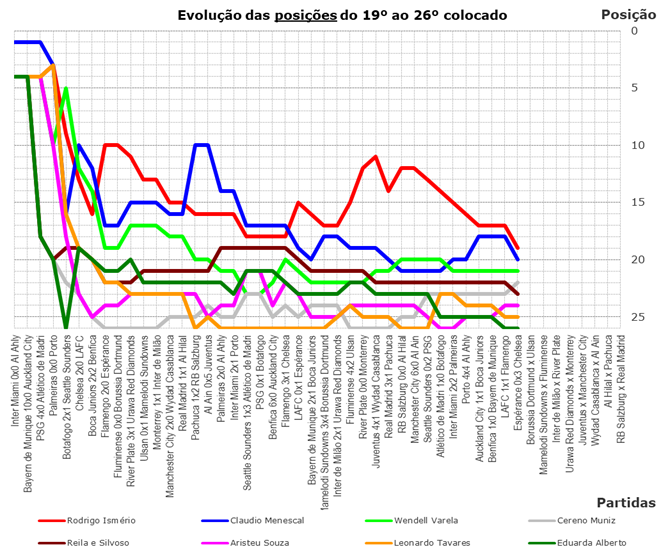 Evolução das posições do 19º ao 26º colocado
Posição
0
5
10
15
20
25
Inter Miami 0x0 Al Ahly
Bayern de Munique 10x0 Auckland City
PSG 4x0 Atlético de Madri
Palmeiras 0x0 Porto
Botafogo 2x1 Seattle Sounders
Chelsea 2x0 LAFC
Boca Juniors 2x2 Benfica
Flamengo 2x0 Espérance
Fluminense 0x0 Borussia Dortmund
River Plate 3x1 Urawa Red Diamonds
Ulsan 0x1 Mamelodi Sundowns
Monterrey 1x1 Inter de Milão
Manchester City 2x0 Wydad Casablanca
Real Madrid 1x1 Al Hilal
Pachuca 1x2 RB Salzburg
Al Ain 0x5 Juventus
Palmeiras 2x0 Al Ahly
Inter Miami 2x1 Porto
Seattle Sounders 1x3 Atlético de Madri
PSG 0x1 Botafogo
Benfica 6x0 Auckland City
Flamengo 3x1 Chelsea
LAFC 0x1 Espérance
Bayern de Munique 2x1 Boca Juniors
Mamelodi Sundowns 3x4 Borussia Dortmund
Inter de Milão 2x1 Urawa Red Diamonds
Fluminense 4x2 Ulsan
River Plate 0x0 Monterrey
Juventus 4x1 Wydad Casablanca
Real Madrid 3x1 Pachuca
RB Salzburg 0x0 Al Hilal
Manchester City 6x0 Al Ain
Seattle Sounders 0x2 PSG
Atlético de Madri 1x0 Botafogo
Inter Miami 2x2 Palmeiras
Porto 4x4 Al Ahly
Auckland City 1x1 Boca Juniors
Benfica 1x0 Bayern de Munique
LAFC 1x1 Flamengo
Espérance 0x3 Chelsea
Borussia Dortmund x Ulsan
Mamelodi Sundowns x Fluminense
Inter de Milão x River Plate
Urawa Red Diamonds x Monterrey
Juventus x Manchester City
Wydad Casablanca x Al Ain
Al Hilal x Pachuca
RB Salzburg x Real Madrid
Partidas
Rodrigo Ismério
Claudio Menescal
Wendell Varela
Cereno Muniz
Reila e Silvoso
Aristeu Souza
Leonardo Tavares
Eduarda Alberto